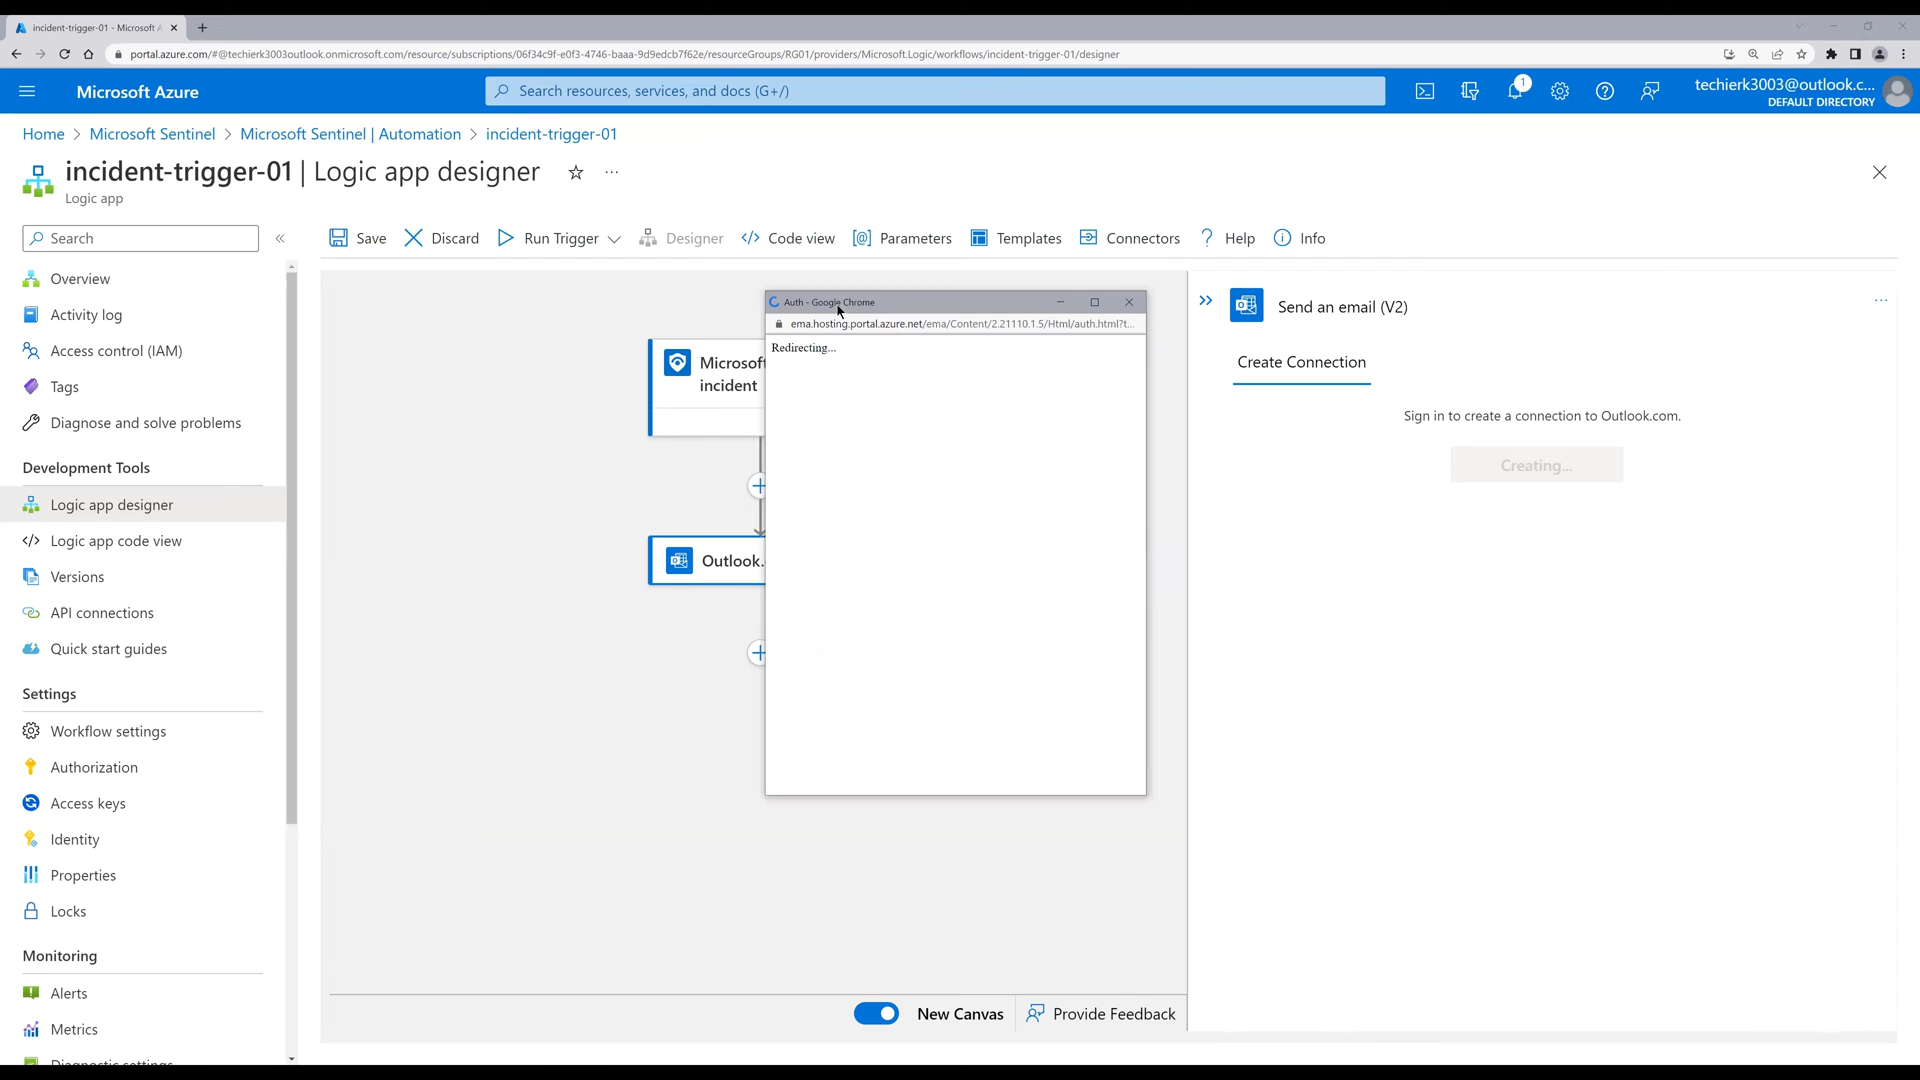 incident-trigger-01 - Microsoft A
portal.azure.com/#@techierk3003outlook.onmicrosoft.com/resource/subscriptions/06f34c9f-e0f3-4746-baaa-9d9edcb7f62e/resourceGroups/RG01/providers/Microsoft.Logic/workflows/incident-trigger-01/designer
Microsoft Azure
Search resources, services, and docs (G+/)
1
techierk3003@outlook.c...
DEFAULT DIRECTORY
Home > Microsoft Sentinel > Microsoft Sentinel | Automation > incident-trigger-01
incident-trigger-01 | Logic app designer
Logic app
Search
Save
Discard
Run Trigger
Designer
Code view
Parameters
Templates
Connectors
Help
Info
Overview
Activity log
Access control (IAM)
Tags
Diagnose and solve problems
Development Tools
Logic app designer
Logic app code view
Versions
API connections
Quick start guides
Settings
Workflow settings
Authorization
Access keys
Identity
Properties
Locks
Monitoring
Alerts
Metrics
Diagnostic settings
Microsoft
incident
Outlook.
Auth - Google Chrome
ema.hosting.portal.azure.net/ema/Content/2.21110.1.5/Html/auth.html?t...
Redirecting...
Send an email (V2)
Create Connection
Sign in to create a connection to Outlook.com.
Creating...
New Canvas
Provide Feedback